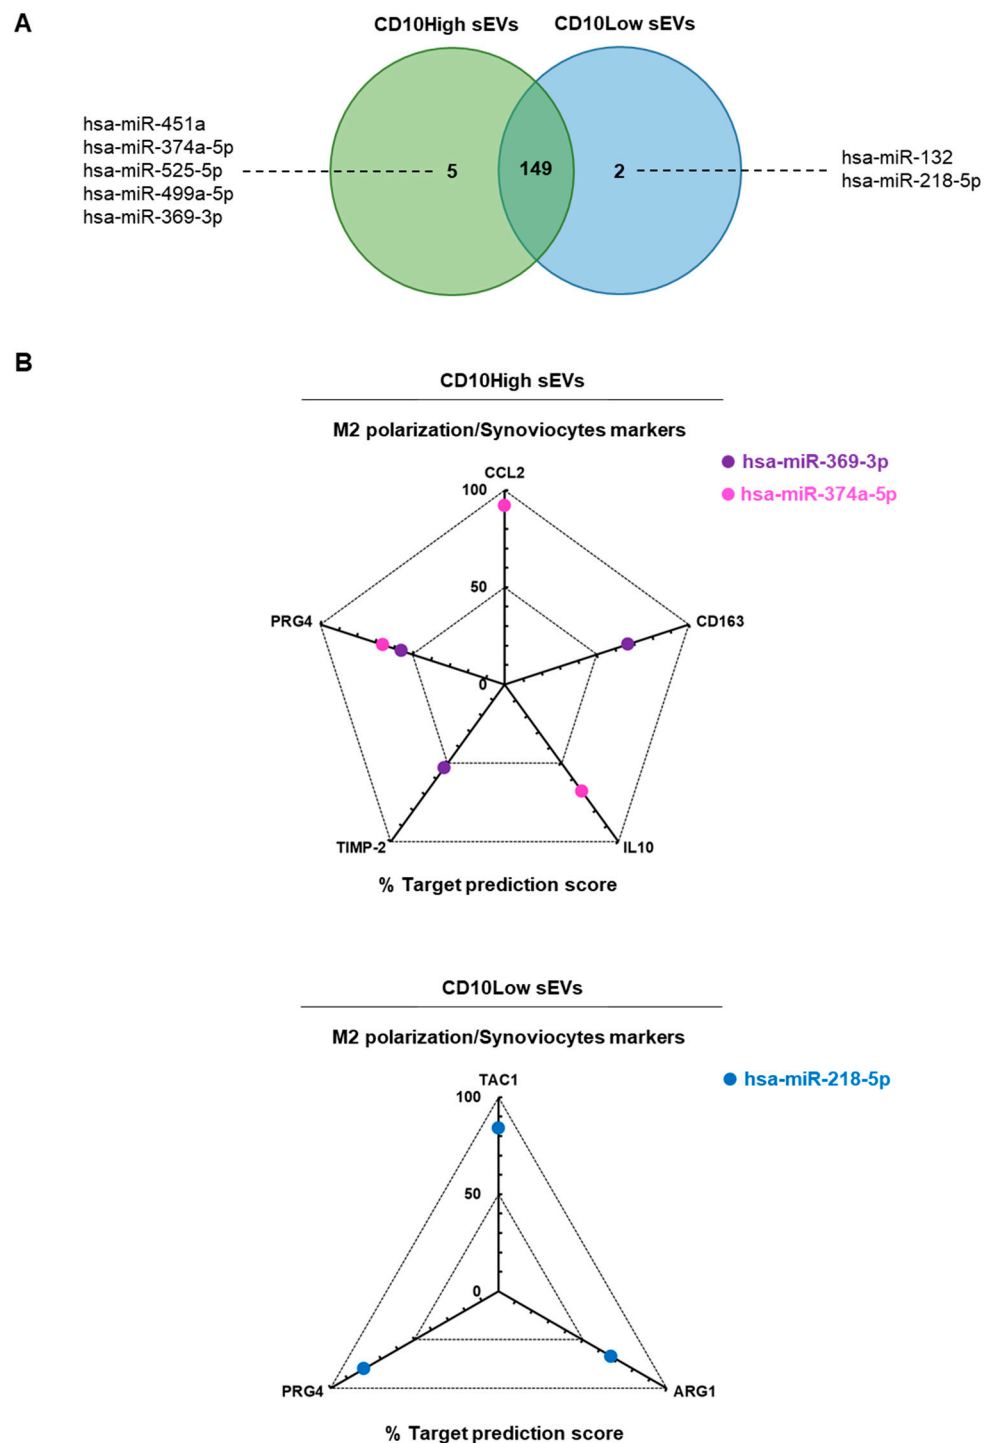 A
CD10High sEVs
CD10Low sEVs
hsa-miR-451a
hsa-miR-374a-5p
hsa-miR-525-5p
hsa-miR-499a-5p
hsa-miR-369-3p
5
149
2
hsa-miR-132
hsa-miR-218-5p
B
CD10High sEVs
M2 polarization/Synoviocytes markers
hsa-miR-369-3p
hsa-miR-374a-5p
CCL2
100
50
PRG4
CD163
0
TIMP-2
IL10
% Target prediction score
CD10Low sEVs
M2 polarization/Synoviocytes markers
hsa-miR-218-5p
TAC1
100
50
0
PRG4
ARG1
% Target prediction score